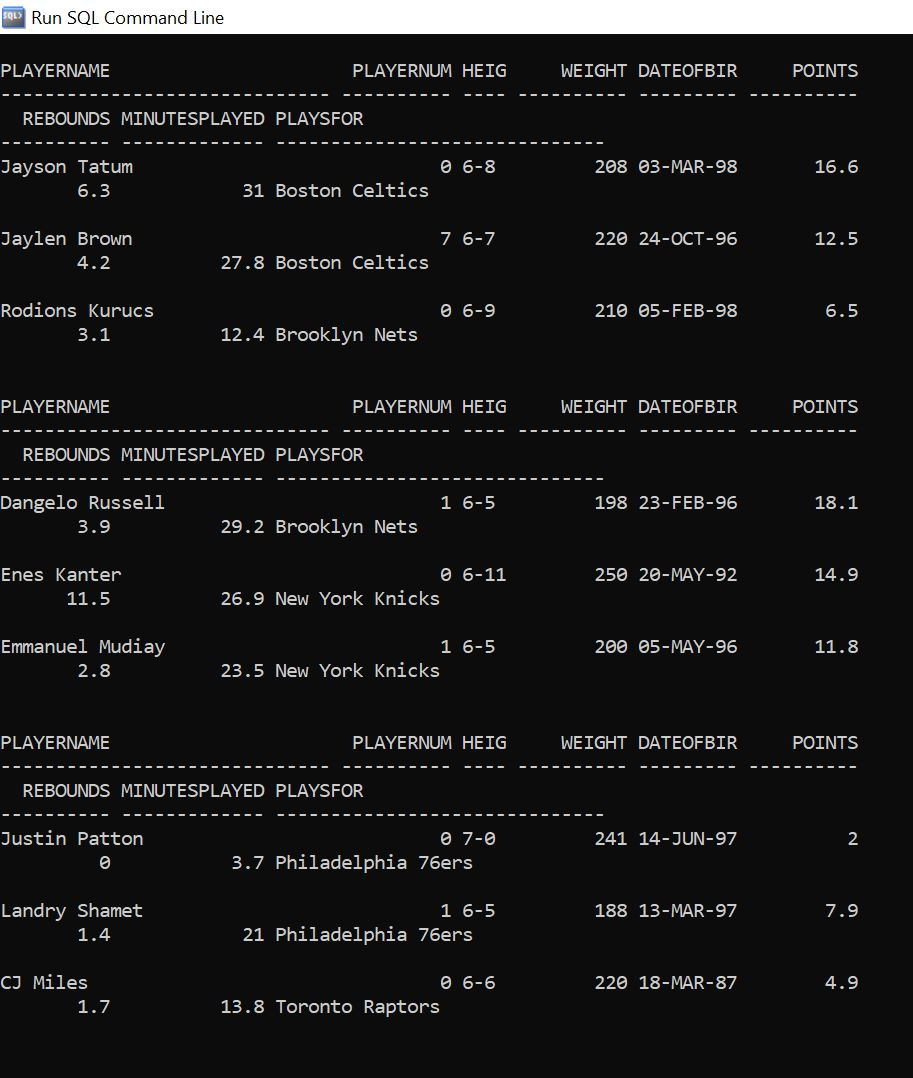 Run SQL Command Line
PLAYERNAME                     PLAYERNUM HEIG     WEIGHT DATEOFBIR     POINTS
------------------------------ ---------- ---- ---------- --------- ----------
  REBOUNDS MINUTESPLAYED PLAYSFOR
---------- ------------- ------------------------------
Jayson Tatum                            0 6-8         208 03-MAR-98       16.6
       6.3            31 Boston Celtics
Jaylen Brown                            7 6-7         220 24-OCT-96       12.5
       4.2          27.8 Boston Celtics
Rodions Kurucs                          0 6-9         210 05-FEB-98        6.5
       3.1          12.4 Brooklyn Nets
PLAYERNAME                      PLAYERNUM HEIG     WEIGHT DATEOFBIR     POINTS
------------------------------ ---------- ---- ---------- --------- ----------
  REBOUNDS MINUTESPLAYED PLAYSFOR
---------- ------------- ------------------------------
Dangelo Russell                         1 6-5         198 23-FEB-96       18.1
       3.9          29.2 Brooklyn Nets
Enes Kanter                             0 6-11        250 20-MAY-92       14.9
      11.5          26.9 New York Knicks
Emmanuel Mudiay                         1 6-5         200 05-MAY-96       11.8
       2.8          23.5 New York Knicks
PLAYERNAME                      PLAYERNUM HEIG     WEIGHT DATEOFBIR     POINTS
------------------------------ ---------- ---- ---------- --------- ----------
  REBOUNDS MINUTESPLAYED PLAYSFOR
---------- ------------- ------------------------------
Justin Patton                           0 7-0         241 14-JUN-97          2
         0           3.7 Philadelphia 76ers
Landry Shamet                           1 6-5         188 13-MAR-97        7.9
       1.4            21 Philadelphia 76ers
CJ Miles                                0 6-6         220 18-MAR-87        4.9
       1.7          13.8 Toronto Raptors